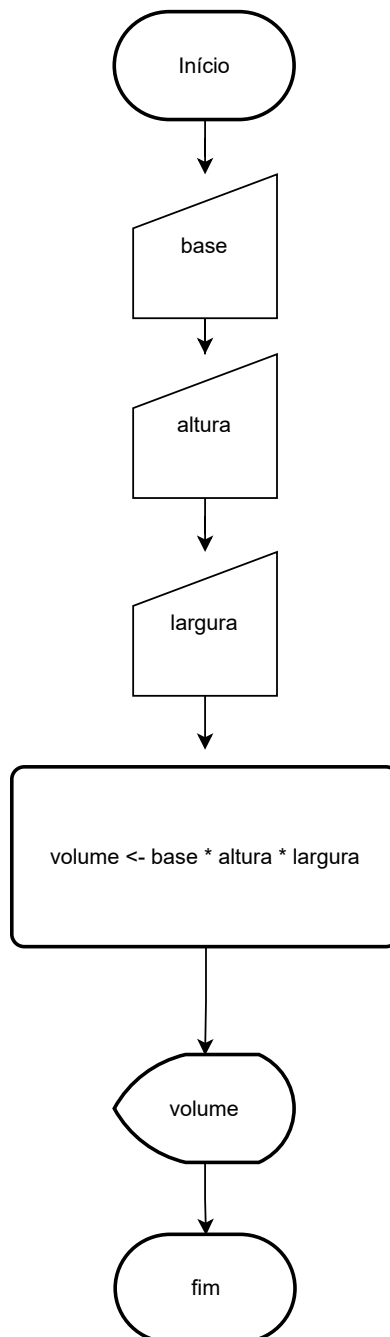 Início
base
altura
largura
volume <- base * altura * largura
volume
fim